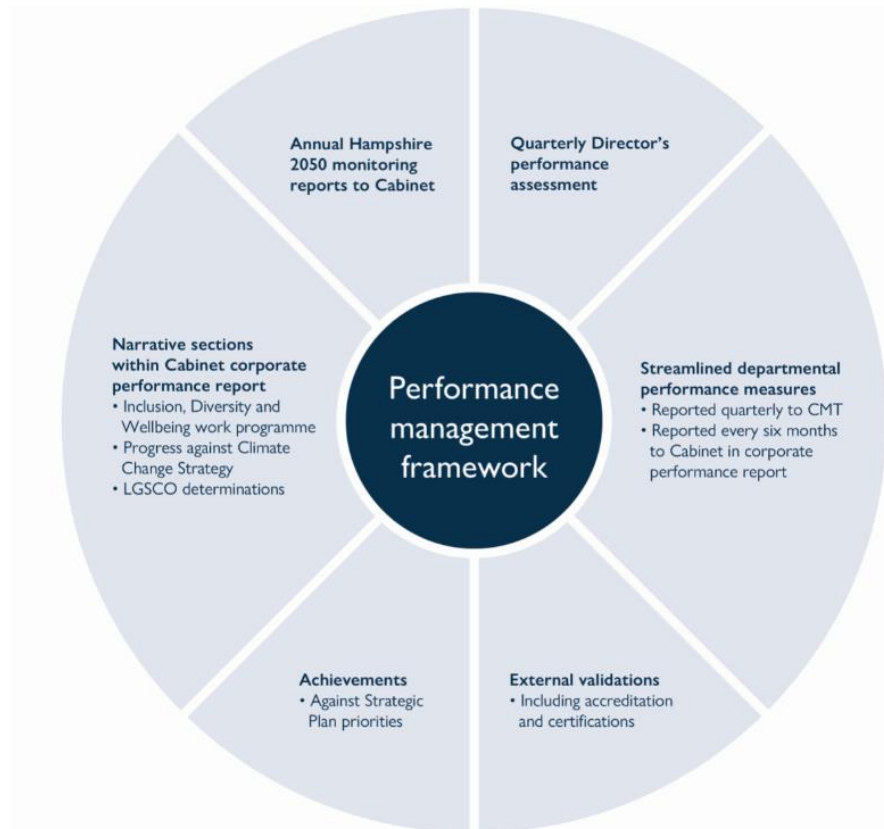 Annual Hampshire
2050 monitoring
reports to Cabinet
Quarterly Director’s
performance
assessment
Narrative sections
within Cabinet corporate
performance report
• Inclusion, Diversity and
Wellbeing work programme
• Progress against Climate
Change Strategy
• LGSCO determinations
Performance
management
framework
Streamlined departmental
performance measures
• Reported quarterly to CMT
• Reported every six months
to Cabinet in corporate
performance report
Achievements
• Against Strategic
Plan priorities
External validations
• Including accreditation
and certifications